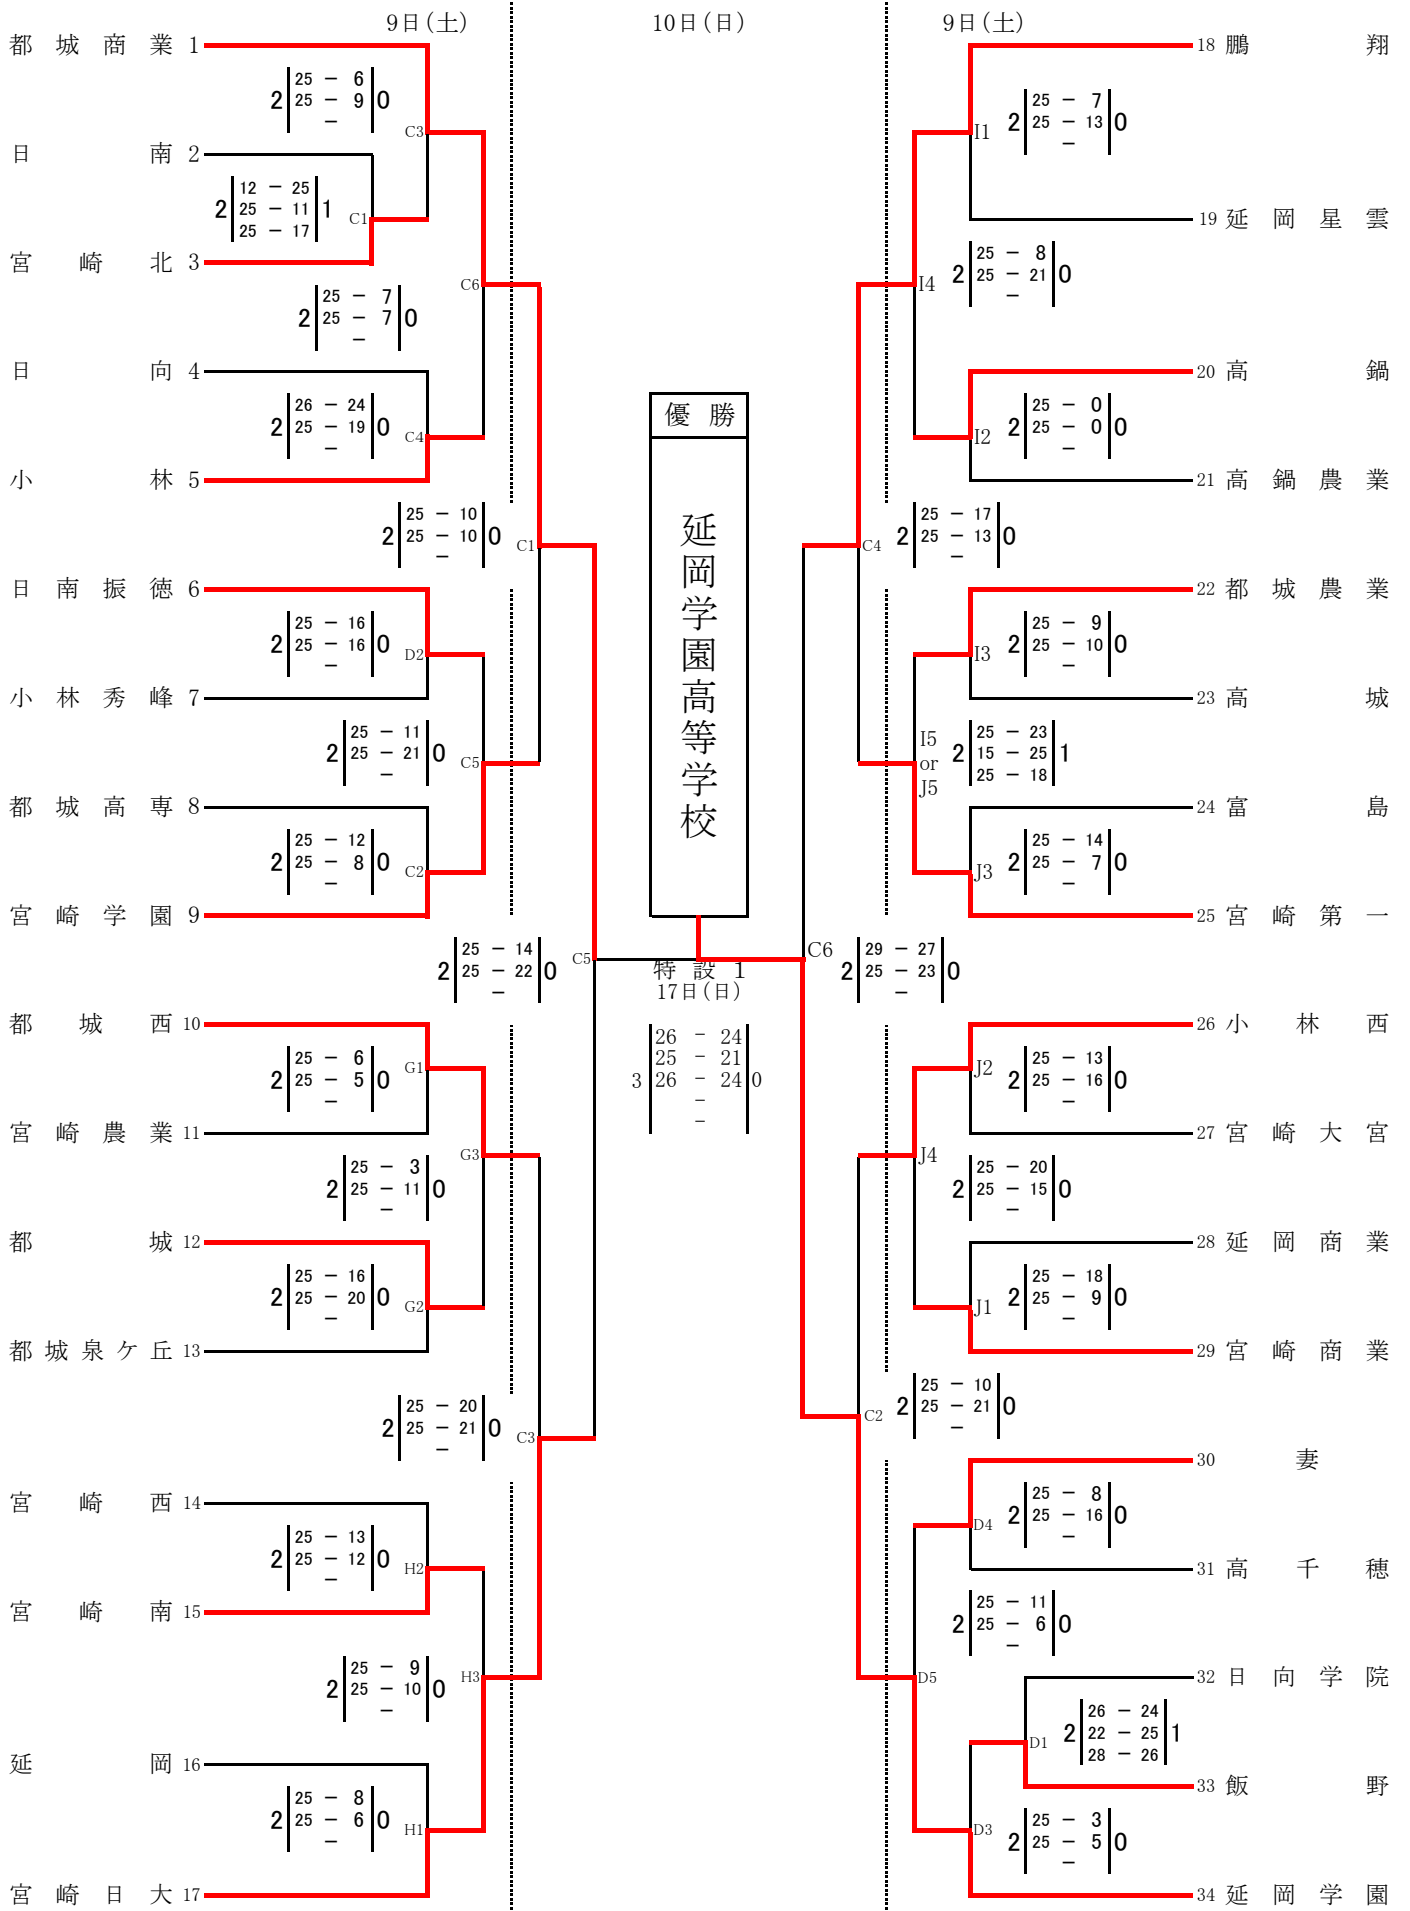 9日(土)
10日(日)
9日(土)
都城商業 1
25 － 6
2 25 － 9 0
－
C3
日南 2
12 － 25
2 25 － 11 1
25 － 17
C1
宮崎北 3
C6
25 － 7
2 25 － 7 0
－
日向 4
26 － 24
2 25 － 19 0
－
C4
小林 5
25 － 10
2 25 － 10 0
－
C1
日南振徳 6
25 － 16
2 25 － 16 0
－
D2
小林秀峰 7
25 － 11
2 25 － 21 0
－
C5
都城高専 8
25 － 12
2 25 － 8 0
－
C2
宮崎学園 9
25 － 14
2 25 － 22 0
－
C5
都城西 10
25 － 6
2 25 － 5 0
－
G1
宮崎農業 11
25 － 3
2 25 － 11 0
－
G3
都城 12
25 － 16
2 25 － 20 0
－
G2
都城泉ケ丘 13
25 － 20
2 25 － 21 0
－
C3
宮崎西 14
25 － 13
2 25 － 12 0
－
H2
宮崎南 15
25 － 9
2 25 － 10 0
－
H3
延岡 16
25 － 8
2 25 － 6 0
－
H1
宮崎日大 17
優勝
延岡学園高等学校
特設1
17日(日)
26 - 24
25 - 21
3 26 - 24 0
-
-
18 鵬翔
I1
25 － 7
2 25 － 13 0
－
19 延岡星雲
I4
25 － 8
2 25 － 21 0
－
20 高鍋
I2
25 － 0
2 25 － 0 0
－
21 高鍋農業
C4
25 － 17
2 25 － 13 0
－
22 都城農業
I3
25 － 9
2 25 － 10 0
－
23 高城
I5
or
J5
25 － 23
2 15 － 25 1
25 － 18
24 富島
J3
25 － 14
2 25 － 7 0
－
25 宮崎第一
C6
29 － 27
2 25 － 23 0
－
26 小林西
J2
25 － 13
2 25 － 16 0
－
27 宮崎大宮
J4
25 － 20
2 25 － 15 0
－
28 延岡商業
J1
25 － 18
2 25 － 9 0
－
29 宮崎商業
C2
25 － 10
2 25 － 21 0
－
30 妻
D4
25 － 8
2 25 － 16 0
－
31 高千穂
25 － 11
2 25 － 6 0
－
D5
32 日向学院
D1
26 － 24
2 22 － 25 1
28 － 26
33 飯野
D3
25 － 3
2 25 － 5 0
－
34 延岡学園